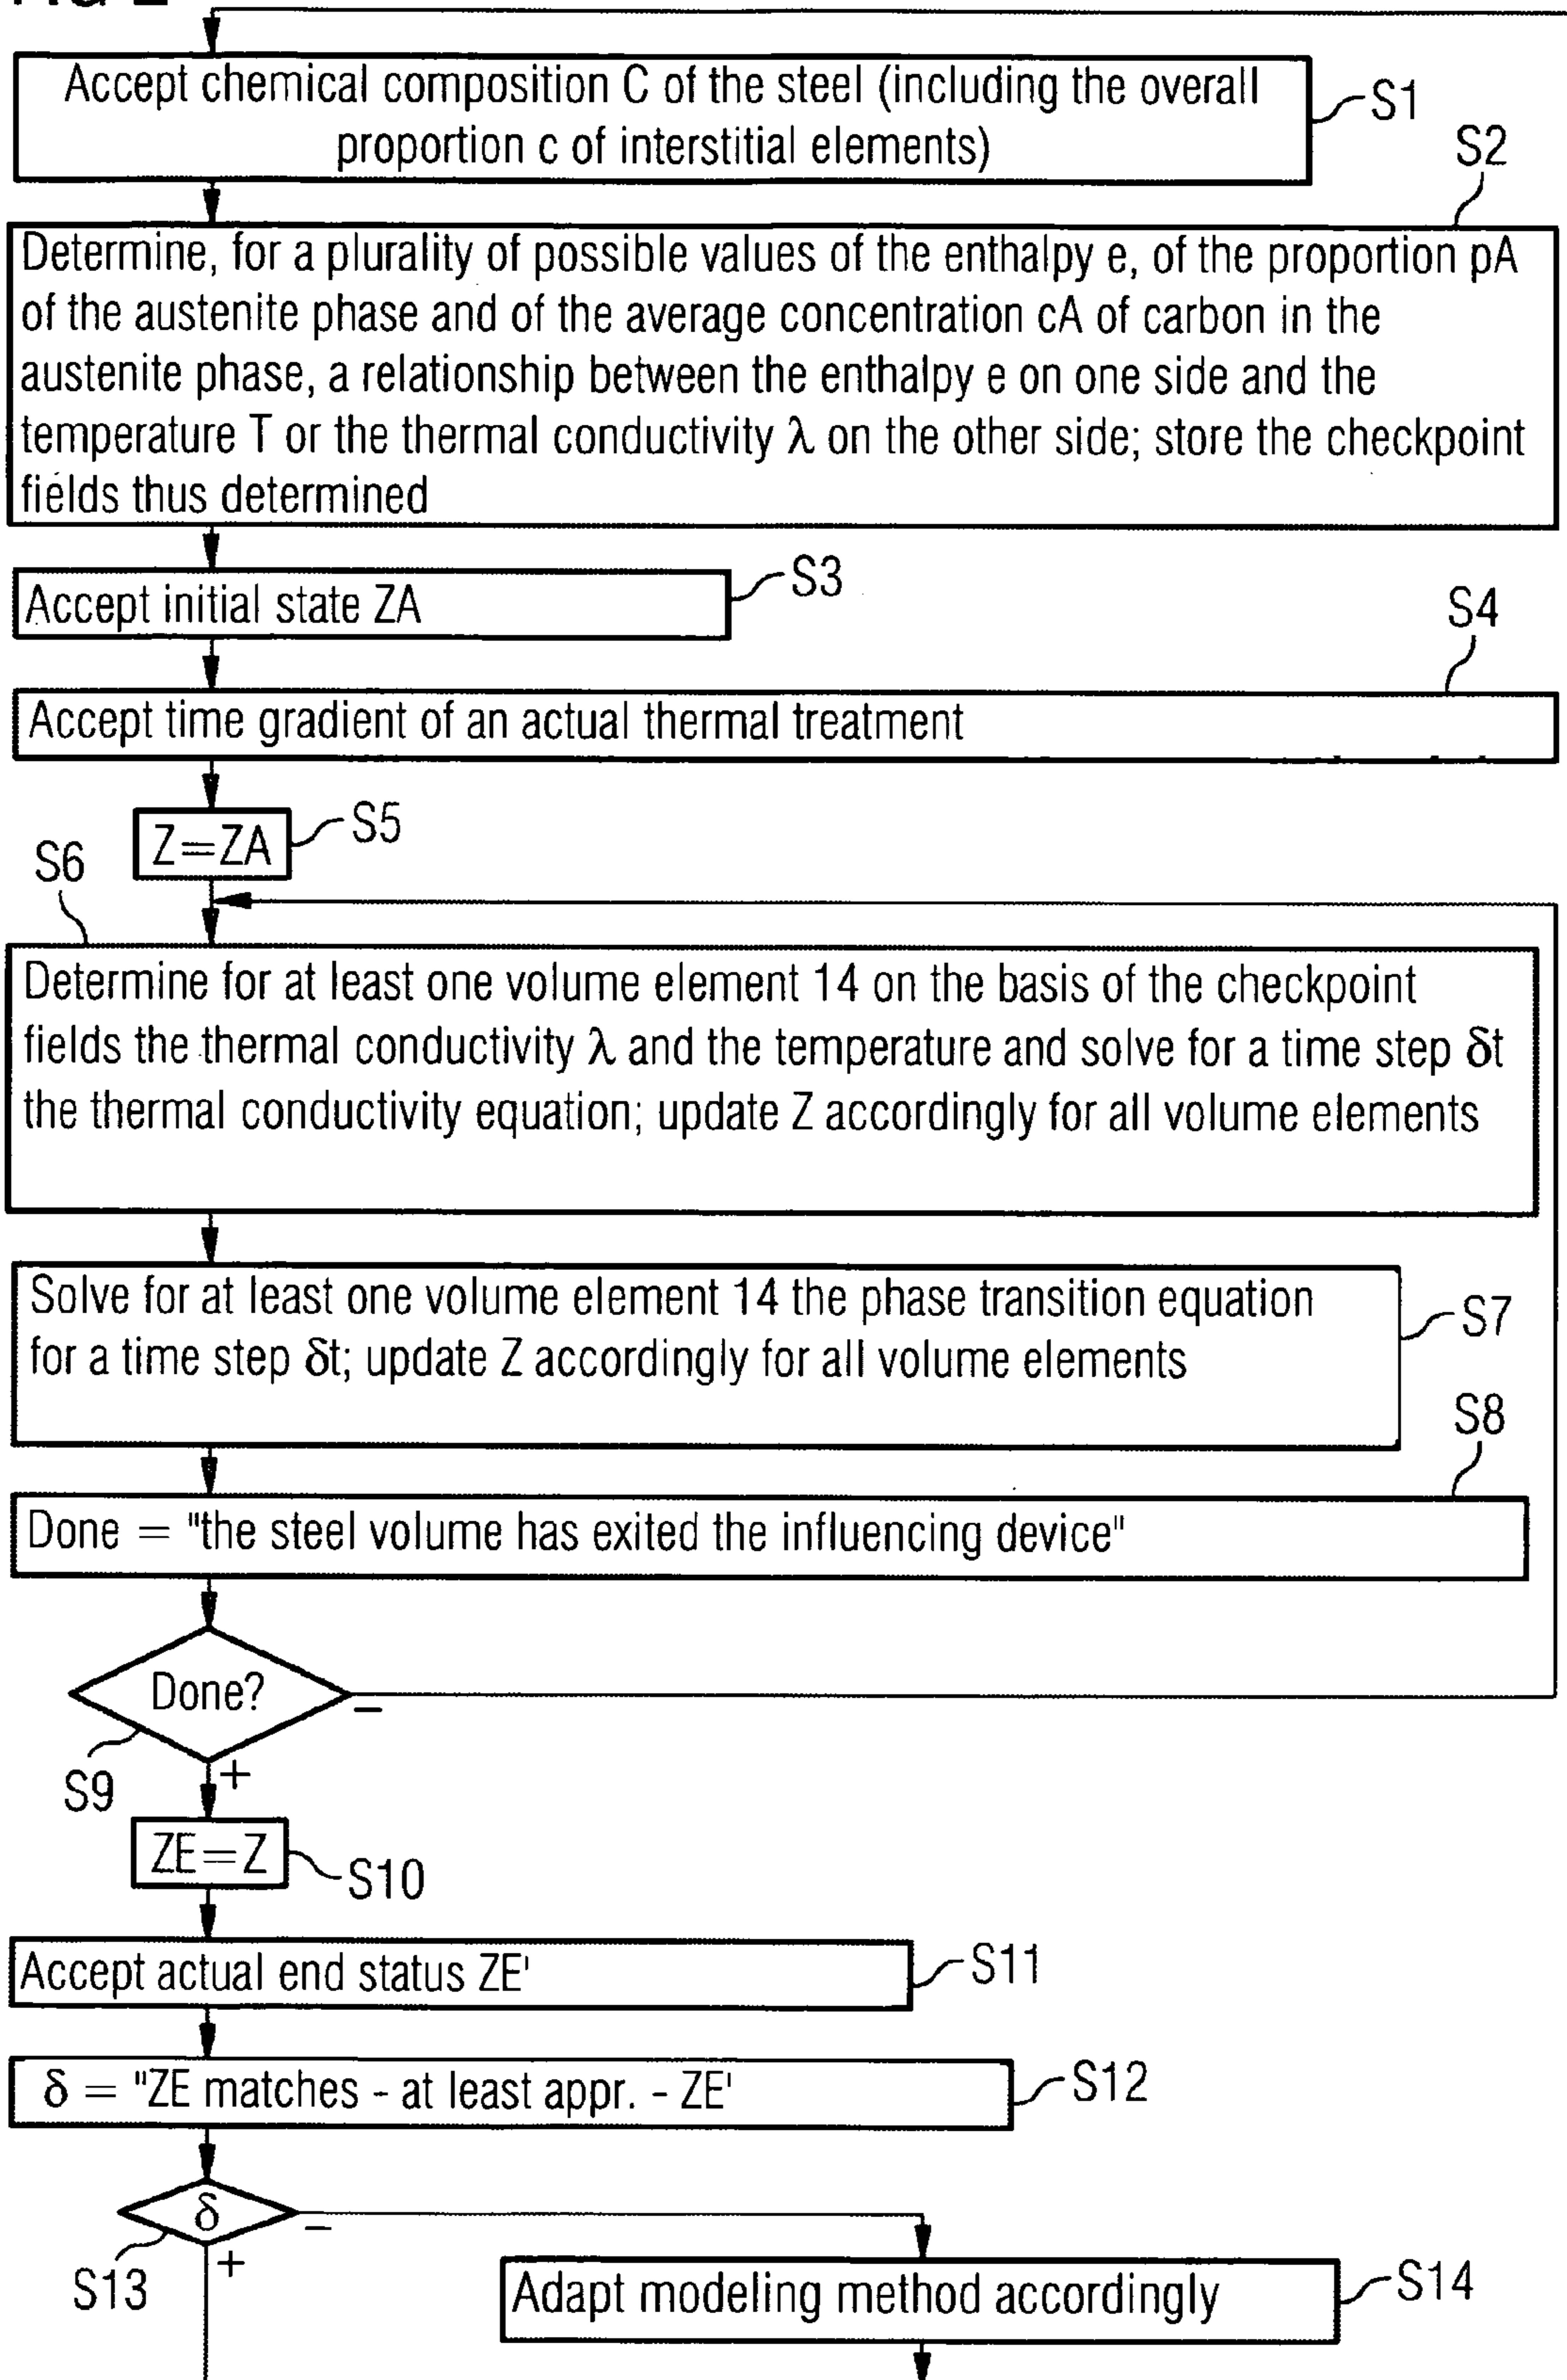 Accept chemical composition C of the steel (including the overall
proportion c of interstitial elements)
S1
S2
Determine, for a plurality of possible values of the enthalpy e, of the proportion pA
of the austenite phase and of the average concentration cA of carbon in the
austenite phase, a relationship between the enthalpy e on one side and the
temperature T or the thermal conductivity λ on the other side; store the checkpoint
fields thus determined
Accept initial state ZA
S3
S4
Accept time gradient of an actual thermal treatment
Z=ZA
S5
S6
Determine for at least one volume element 14 on the basis of the checkpoint
fields the thermal conductivity λ and the temperature and solve for a time step δt
the thermal conductivity equation; update Z accordingly for all volume elements
Solve for at least one volume element 14 the phase transition equation
for a time step δt; update Z accordingly for all volume elements
S7
S8
Done = "the steel volume has exited the influencing device"
Done?
–
S9
+
ZE=Z
S10
Accept actual end status ZE'
S11
δ = "ZE matches - at least appr. - ZE'
S12
δ
–
S13
+
Adapt modeling method accordingly
S14